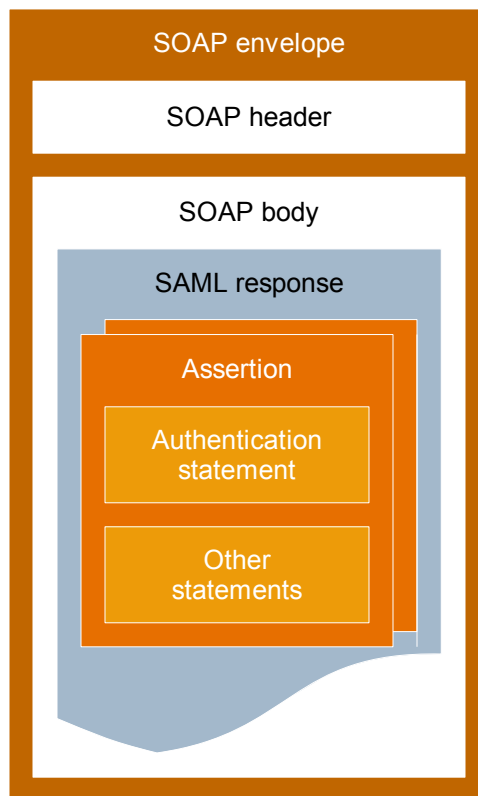 SOAP envelope
SOAP header
SOAP body
SAML response
Assertion
Authentication
statement
Other
statements